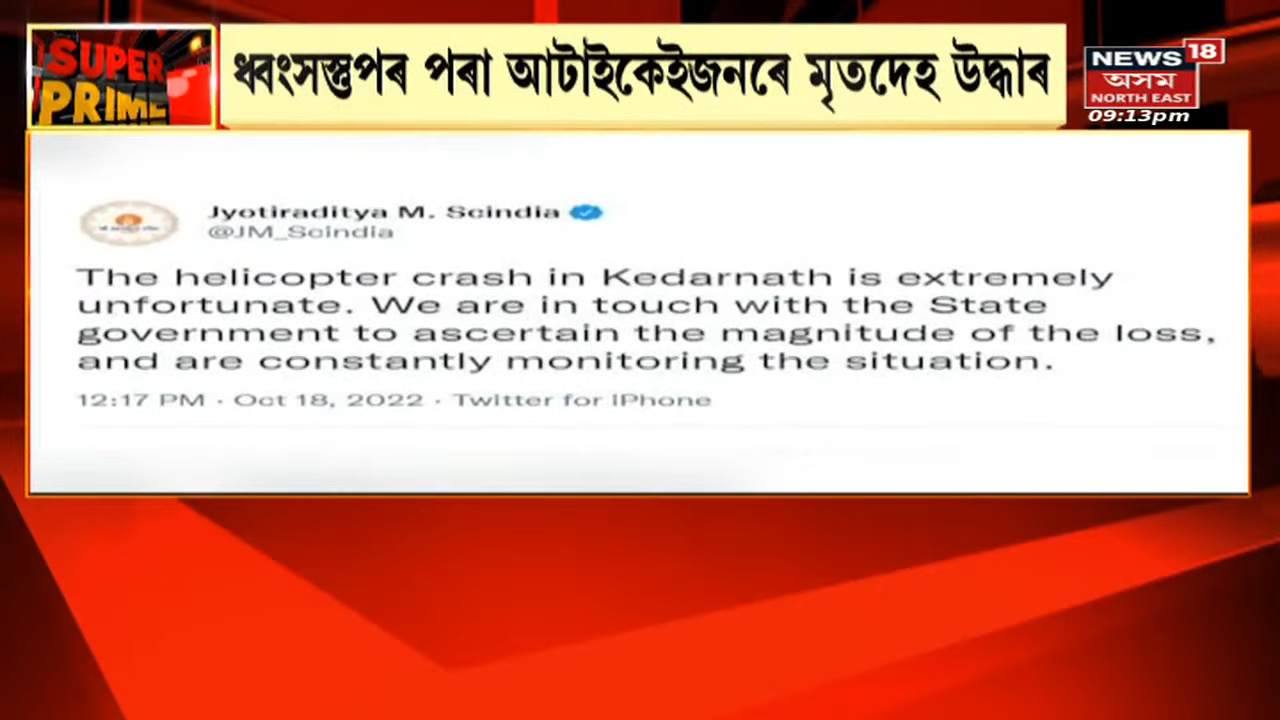 SUPER
PRIME
ধ্বংসস্তুপৰ পৰা আটাইকেইজনৰে মৃতদেহ উদ্ধাৰ
NEWS 18
অসম
NORTH EAST
09:13pm
Jyotiraditya M. Scindia
@JM_Scindia
The helicopter crash in Kedarnath is extremely
unfortunate. We are in touch with the State
government to ascertain the magnitude of the loss,
and are constantly monitoring the situation.
12:17 PM · Oct 18, 2022 · Twitter for iPhone